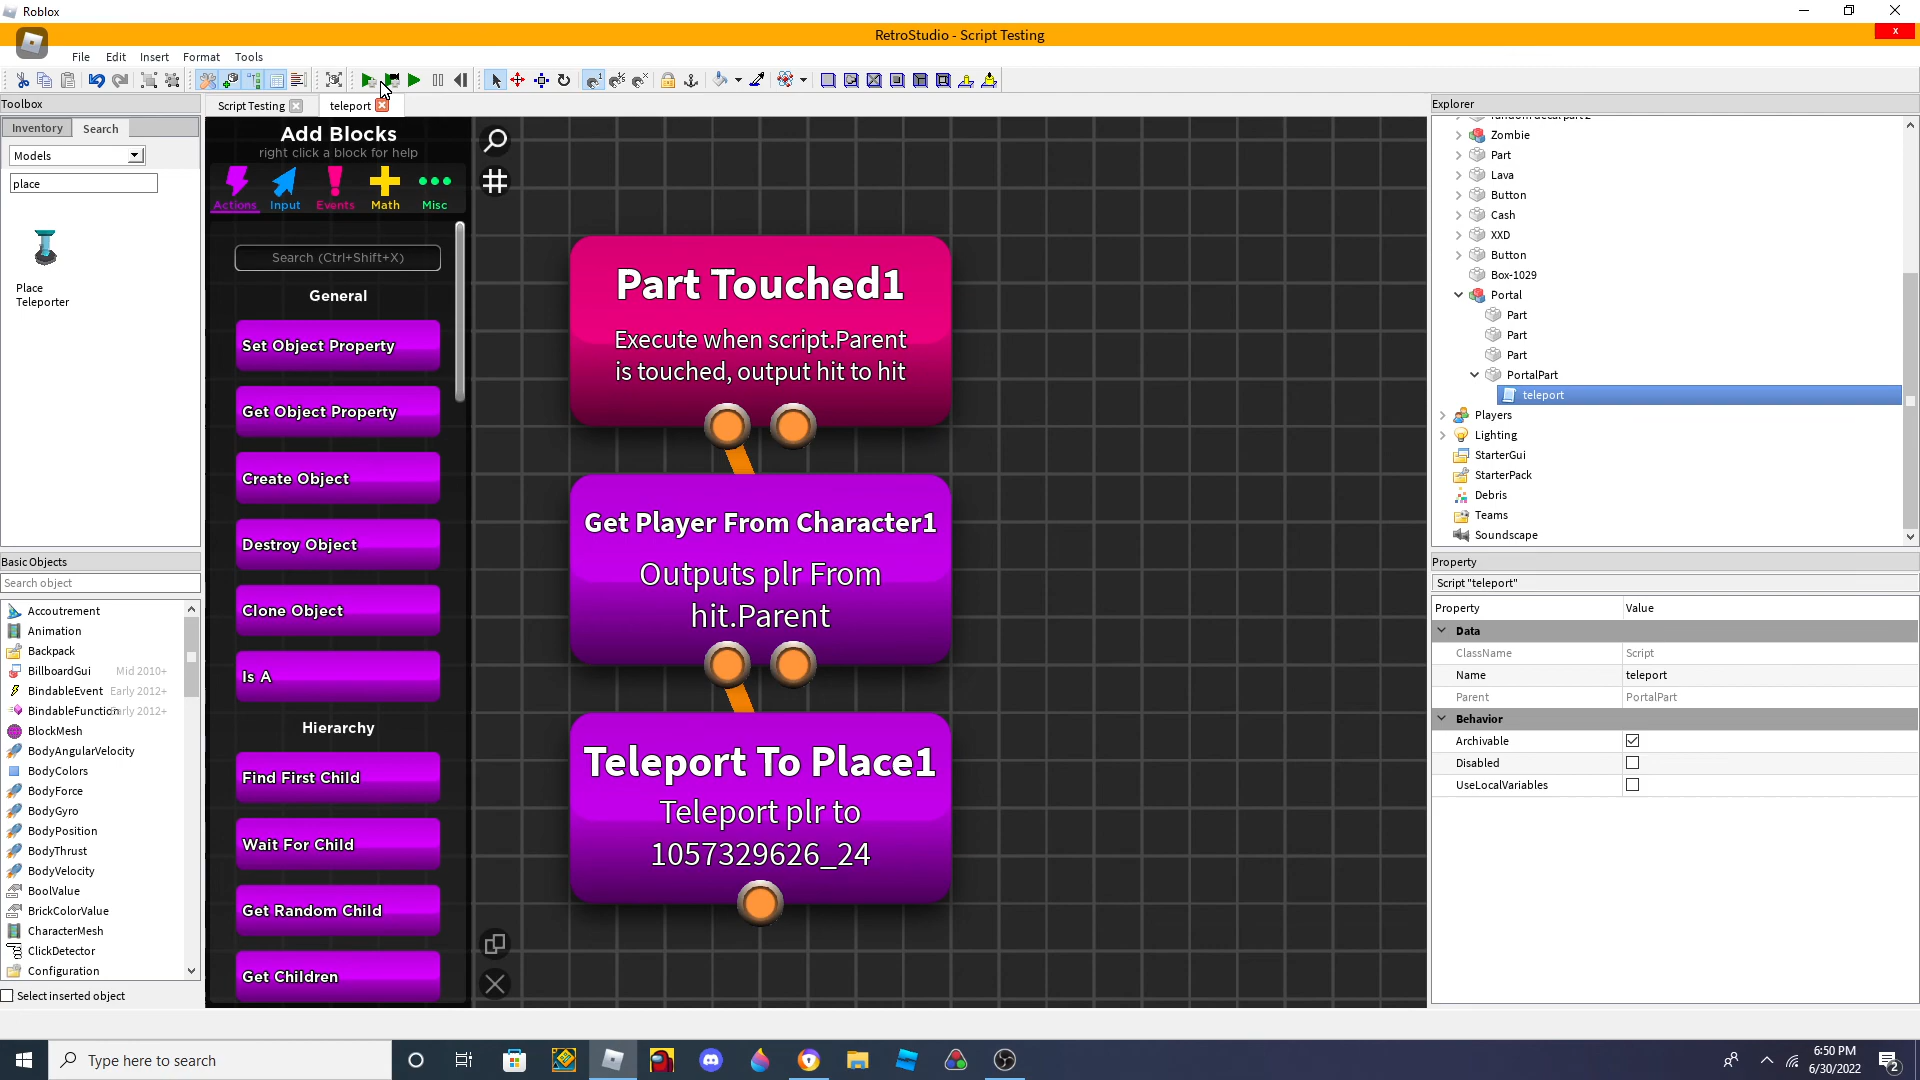 Roblox
RetroStudio - Script Testing
x
File Edit Insert Format Tools
Toolbox
Inventory Search
Models
place
Place
Teleporter
Basic Objects
Search object
Accoutrement
Animation
Backpack
BillboardGui Mid 2010+
BindableEvent Early 2012+
BindableFunction Early 2012+
BlockMesh
BodyAngularVelocity
BodyColors
BodyForce
BodyGyro
BodyPosition
BodyThrust
BodyVelocity
BoolValue
BrickColorValue
CharacterMesh
ClickDetector
Configuration
Select inserted object
Script Testing teleport
Add Blocks
right click a block for help
Actions Input Events Math Misc
Search (Ctrl+Shift+X)
General
Set Object Property
Get Object Property
Create Object
Destroy Object
Clone Object
Is A
Hierarchy
Find First Child
Wait For Child
Get Random Child
Get Children
Part Touched1
Execute when script.Parent
is touched, output hit to hit
Get Player From Character1
Outputs plr From
hit.Parent
Teleport To Place1
Teleport plr to
1057329626_24
Explorer
Zombie
Part
Lava
Button
Cash
XXD
Button
Box-1029
Portal
Part
Part
Part
PortalPart
teleport
Players
Lighting
StarterGui
StarterPack
Debris
Teams
Soundscape
Property
Script "teleport"
Property Value
Data
ClassName Script
Name teleport
Parent PortalPart
Behavior
Archivable
Disabled
UseLocalVariables
Type here to search
6:50 PM
6/30/2022
2